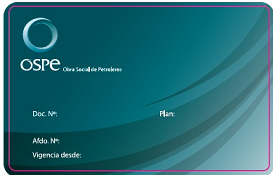 OSPe Obra Social de Petroleros
Doc. Nº: Plan:
Afdo. Nº:
Vigencia desde: